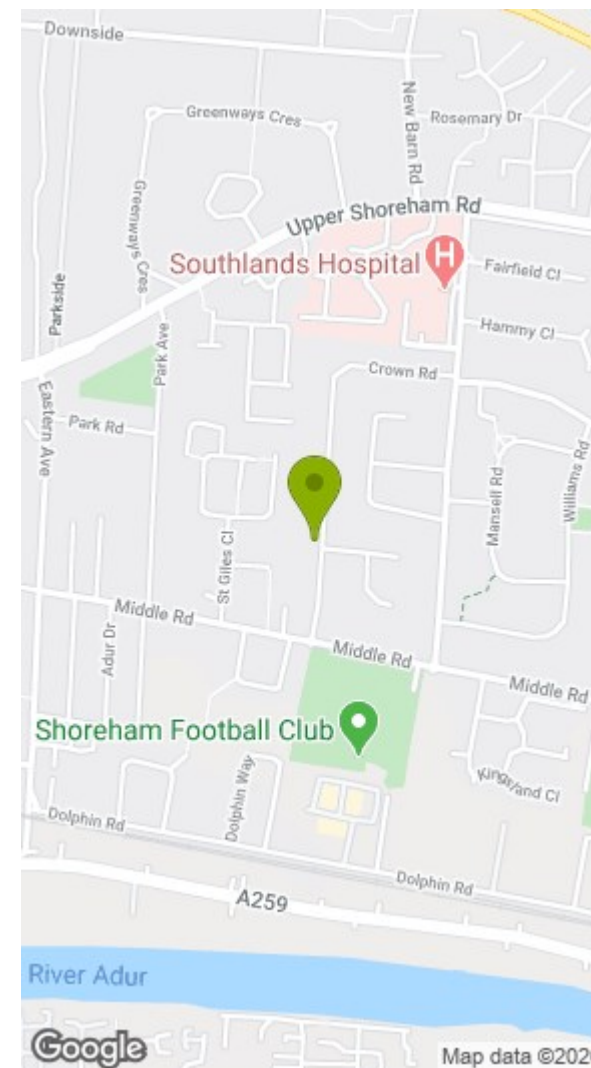 Downside
Greenways Cres
New Barn Rd
Rosemary Dr
Greenways Cres
Upper Shoreham Rd
Southlands Hospital
H
Fairfield Cl
Parkside
Hammy Cl
Park Ave
Crown Rd
Eastern Ave
Park Rd
Mansell Rd
Williams Rd
St Giles Cl
Middle Rd
Adur Dr
Middle Rd
Middle Rd
Shoreham Football Club
Dolphin Way
Dolphin Rd
Dolphin Rd
A259
River Adur
Google
Map data ©202